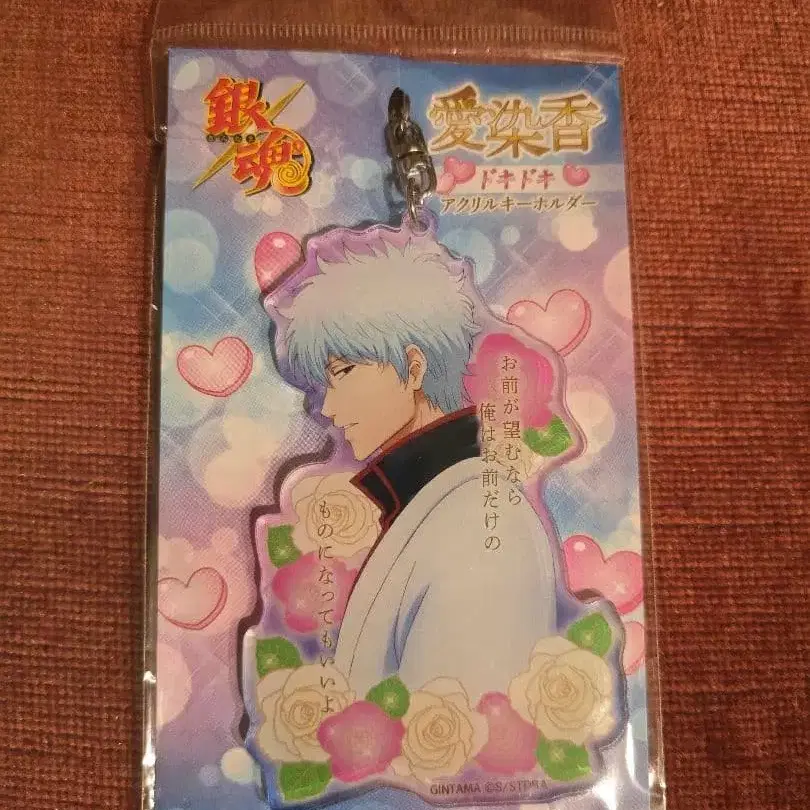 銀魂
愛染香
ドキドキ
アクリルキーホルダー
お前が望むなら
俺はお前だけの
ものになってもいいよ
GINTAMA ©S/STDBA